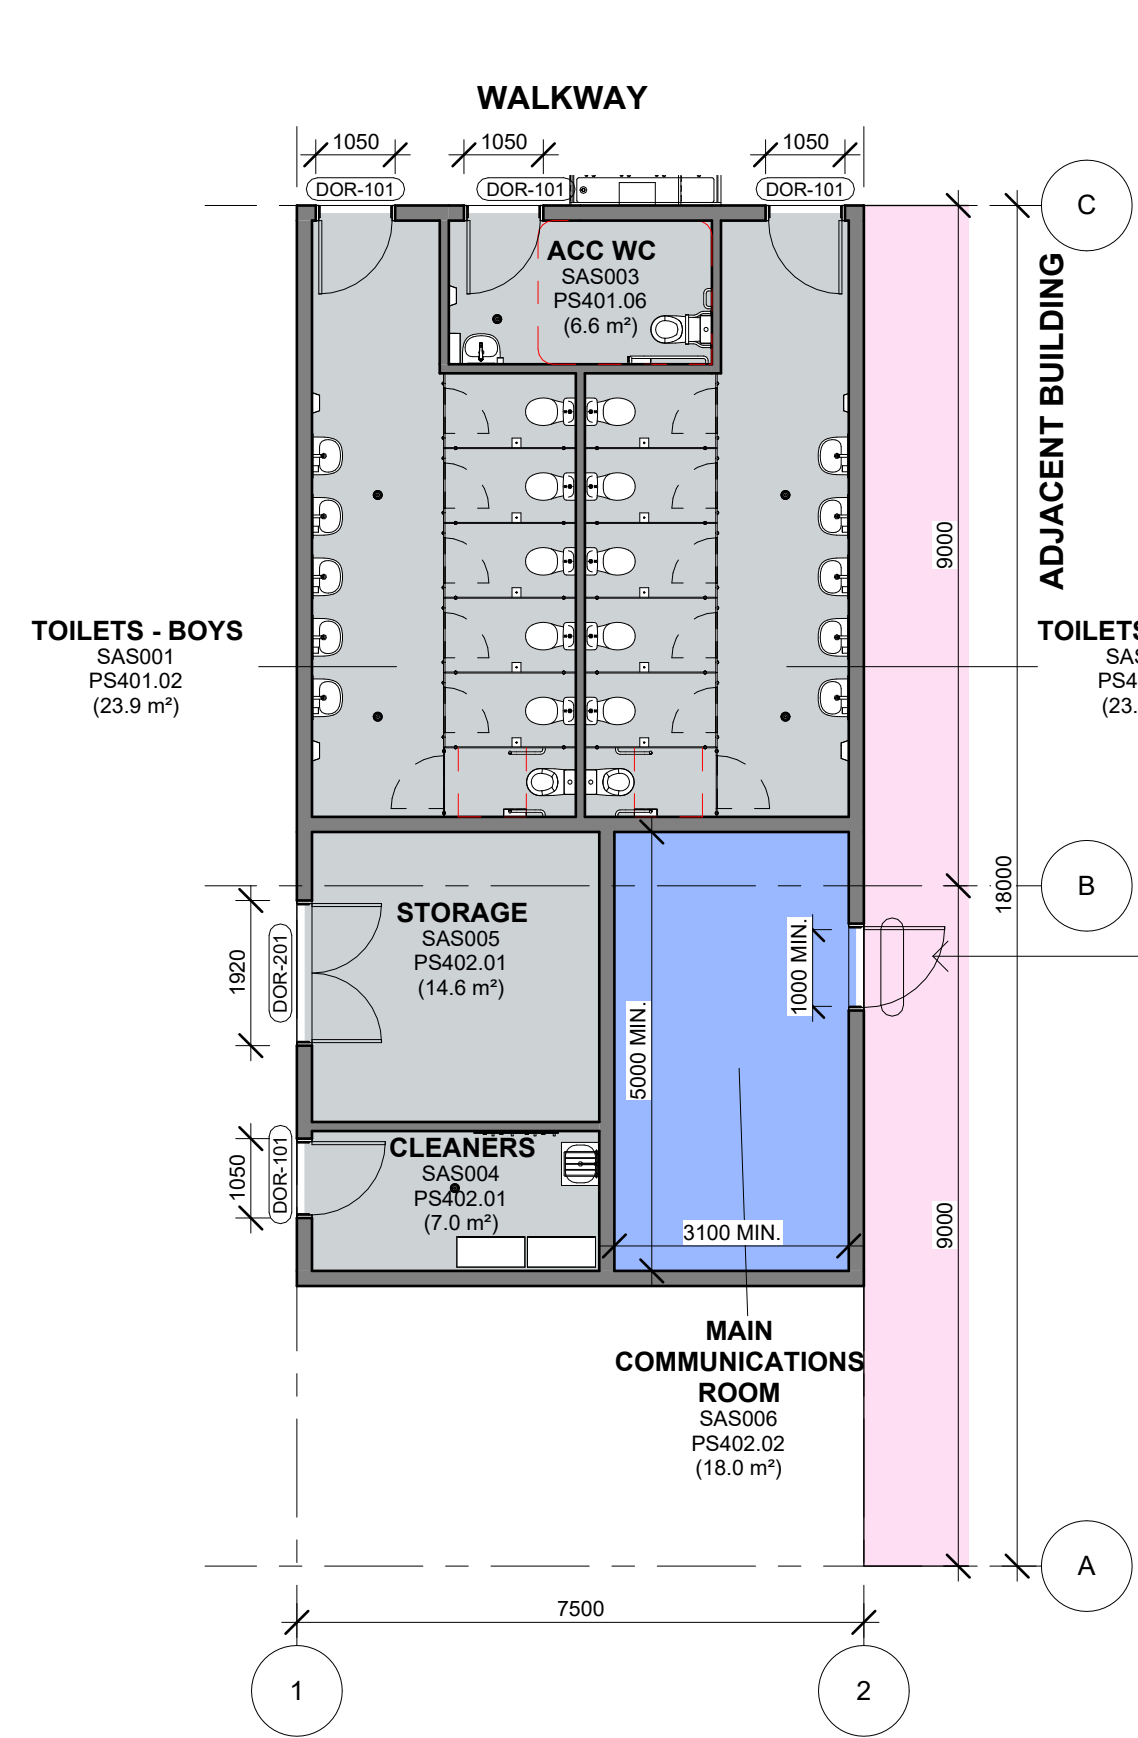 WALKWAY
1050
1050
1050
DOR-101
DOR-101
DOR-101
C
ACC WC
SAS003
PS401.06
(6.6 m²)
ADJACENT BUILDING
9000
TOILETS - BOYS
SAS001
PS401.02
(23.9 m²)
TOILETS
SAS
PS4
(23.
18000
B
STORAGE
SAS005
PS402.01
(14.6 m²)
1920
DOR-201
1000 MIN.
5000 MIN.
CLEANERS
SAS004
PS402.01
(7.0 m²)
1050
DOR-101
3100 MIN.
9000
MAIN
COMMUNICATIONS
ROOM
SAS006
PS402.02
(18.0 m²)
A
7500
1
2